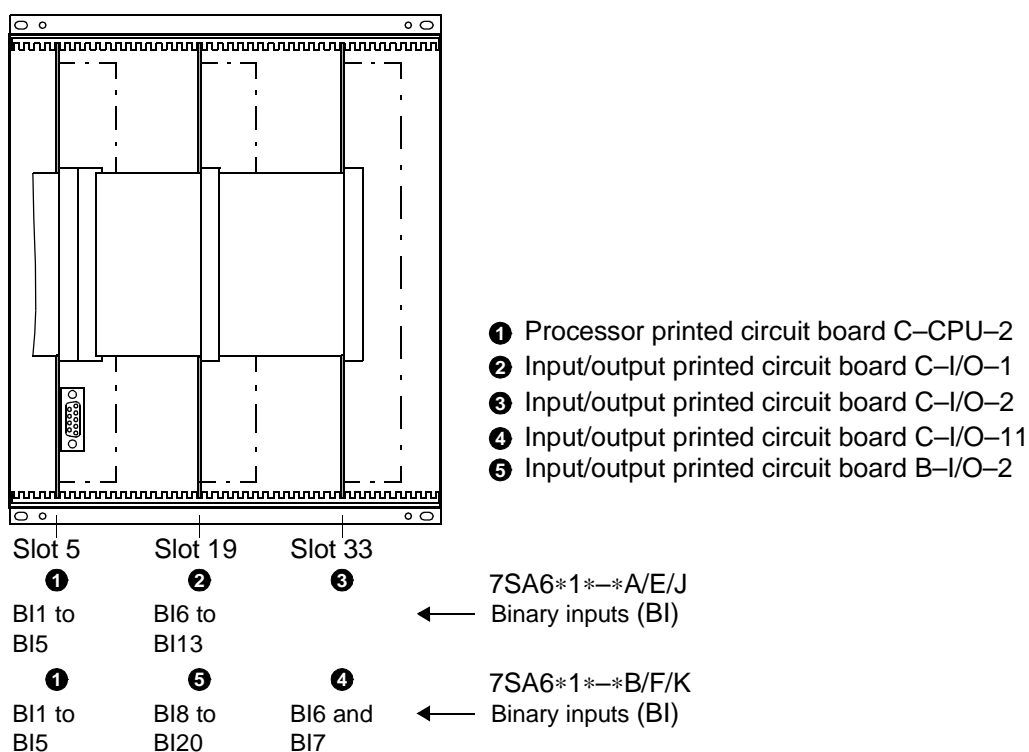 ❶ Processor printed circuit board C–CPU–2
❷ Input/output printed circuit board C–I/O–1
❸ Input/output printed circuit board C–I/O–2
❹ Input/output printed circuit board C–I/O–11
❺ Input/output printed circuit board B–I/O–2
Slot 5 Slot 19 Slot 33
❶ ❷ ❸ 7SA6∗1∗–∗A/E/J
BI1 to BI6 to Binary inputs (BI)
BI5 BI13
❶ ❺ ❹ 7SA6∗1∗–∗B/F/K
BI1 to BI8 to BI6 and Binary inputs (BI)
BI5 BI20 BI7